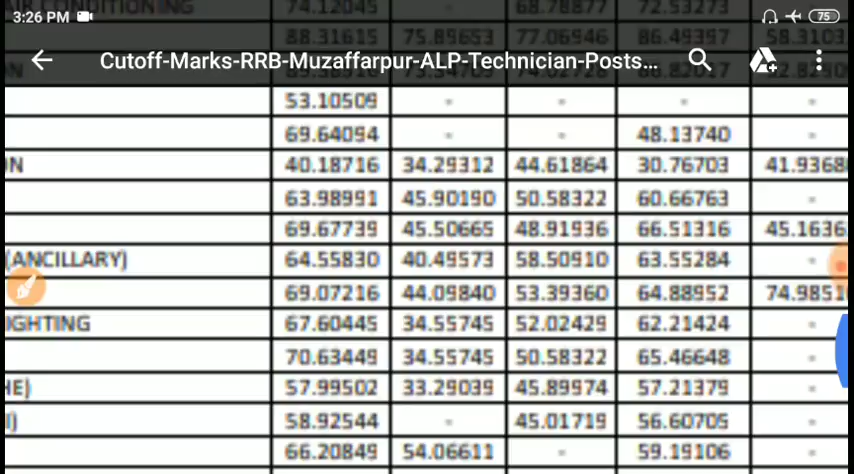 3:26 PM
75
CONDITIONING 74.12045 - 68.78877 72.53273
88.31615 75.89653 77.06946 86.49397 58.3103
Cutoff-Marks-RRB-Muzaffarpur-ALP-Technician-Posts...
53.10509 - - -  -
69.64094 - - 48.13740 -
ON 40.18716 34.29312 44.61864 30.76703 41.9368
63.98991 45.90190 50.58322 60.66763 -
69.67739 45.50665 48.91936 66.51316 45.1636
(ANCILLARY) 64.55830 40.49573 58.50910 63.55284 -
69.07216 44.09840 53.39360 64.88952 74.9851
IGHTING 67.60445 34.55745 52.02429 62.21424 -
70.63449 34.55745 50.58322 65.46648 -
HE) 57.99502 33.29039 45.89974 57.21379 -
I) 58.92544 - 45.01719 56.60705 -
66.20849 54.06611 - 59.19106 -